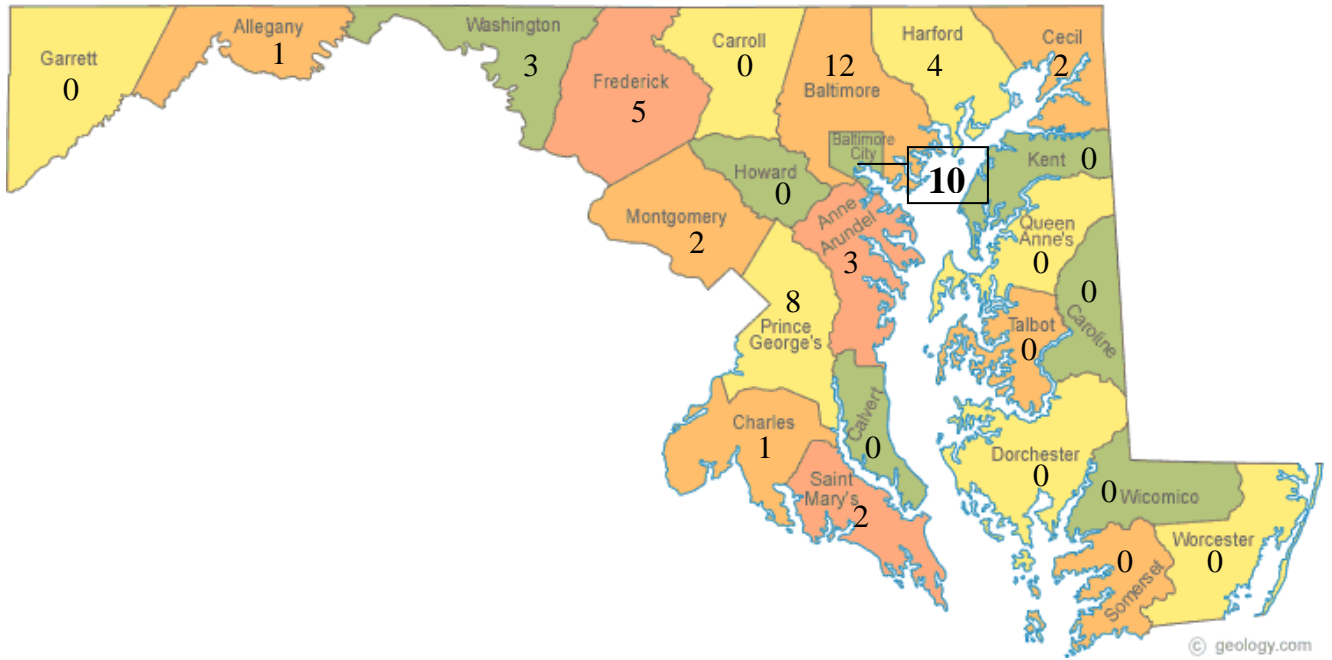 Garrett
0
Allegany
1
Washington
3
Frederick
5
Carroll
0
12
Baltimore
Harford
4
Cecil
2
Baltimore
City
10
Howard
0
Kent 0
Montgomery
2
Anne
Arundel
3
Queen
Anne's
0
8
Prince
George's
0
Caroline
Talbot
0
Charles
1
Calvert
0
Saint
Mary's
2
Dorchester
0
0 Wicomico
0
Somerset
Worcester
0
© geology.com